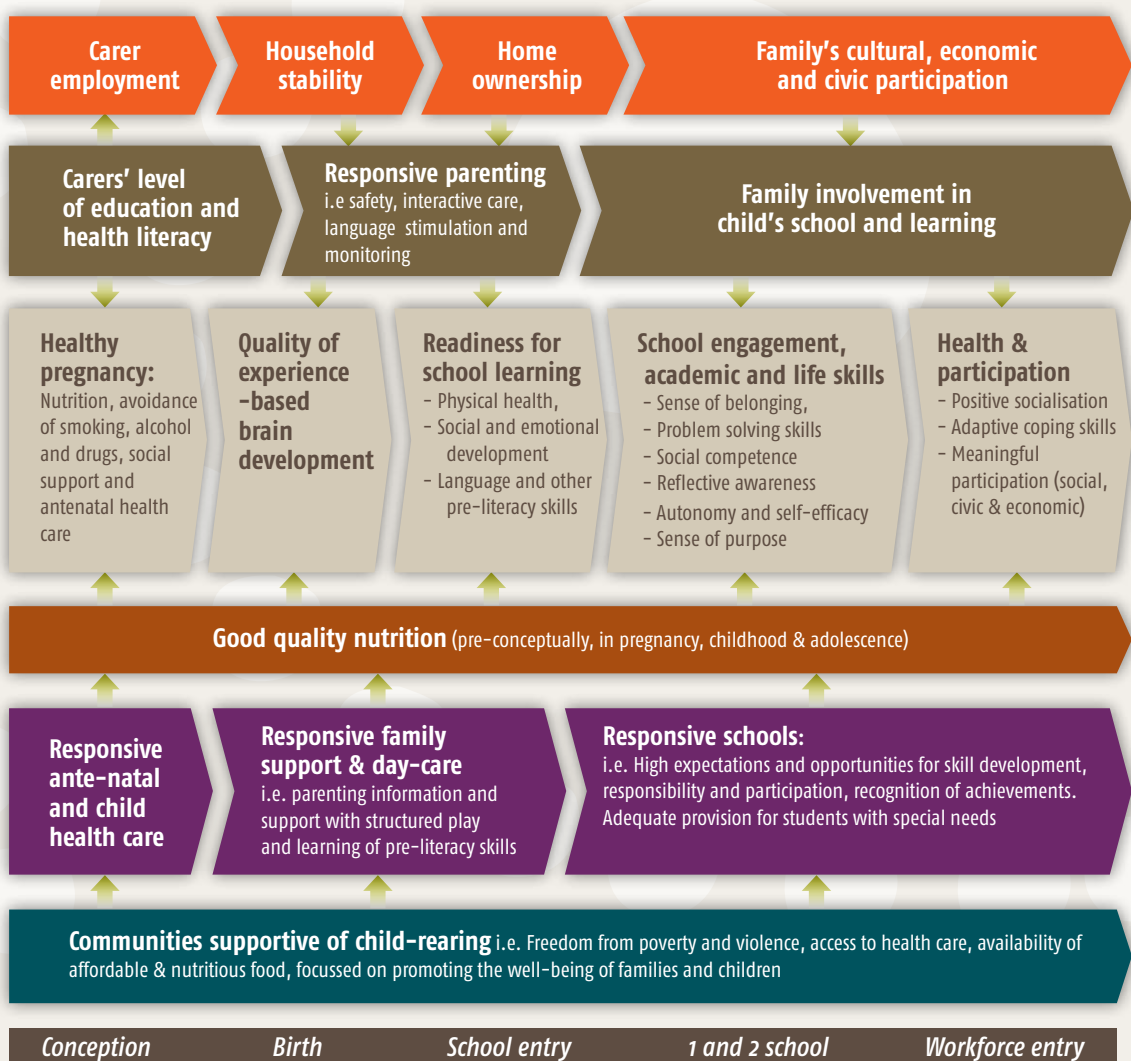 Carer
employment
Household
stability
Home
ownership
Family's cultural, economic
and civic participation
Carers' level
of education and
health literacy
Responsive parenting
i.e safety, interactive care,
language stimulation and
monitoring
Family involvement in
child's school and learning
Healthy
pregnancy:
Nutrition, avoidance
of smoking, alcohol
and drugs, social
support and
antenatal health
care
Quality of
experience
-based
brain
development
Readiness for
school learning
- Physical health,
- Social and emotional
development
- Language and other
pre-literacy skills
School engagement,
academic and life skills
- Sense of belonging,
- Problem solving skills
- Social competence
- Reflective awareness
- Autonomy and self-efficacy
- Sense of purpose
Health &
participation
- Positive socialisation
- Adaptive coping skills
- Meaningful
participation (social,
civic & economic)
Good quality nutrition (pre-conceptually, in pregnancy, childhood & adolescence)
Responsive
ante-natal
and child
health care
Responsive family
support & day-care
i.e. parenting information and
support with structured play
and learning of pre-literacy skills
Responsive schools:
i.e. High expectations and opportunities for skill development,
responsibility and participation, recognition of achievements.
Adequate provision for students with special needs
Communities supportive of child-rearing i.e. Freedom from poverty and violence, access to health care, availability of
affordable & nutritious food, focussed on promoting the well-being of families and children
Conception Birth School entry 1 and 2 school Workforce entry